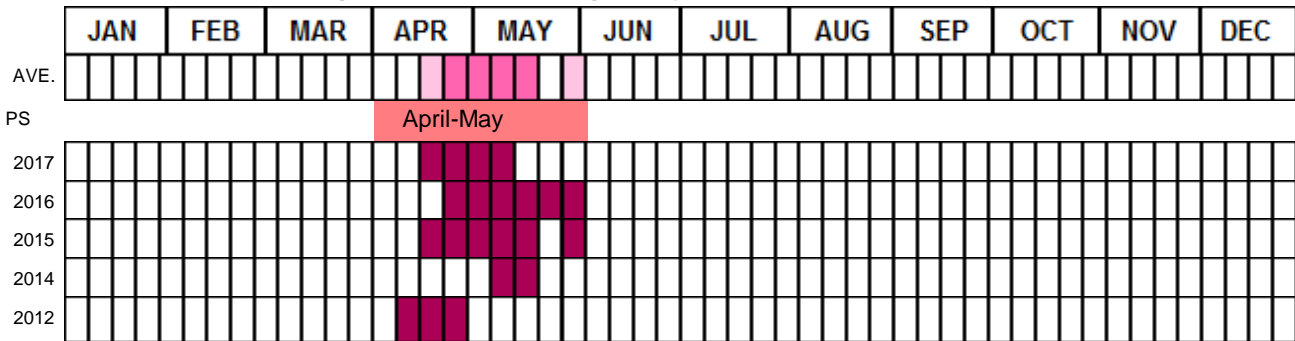 JAN FEB MAR APR MAY JUN JUL AUG SEP OCT NOV DEC
AVE.
PS April-May
2017
2016
2015
2014
2012